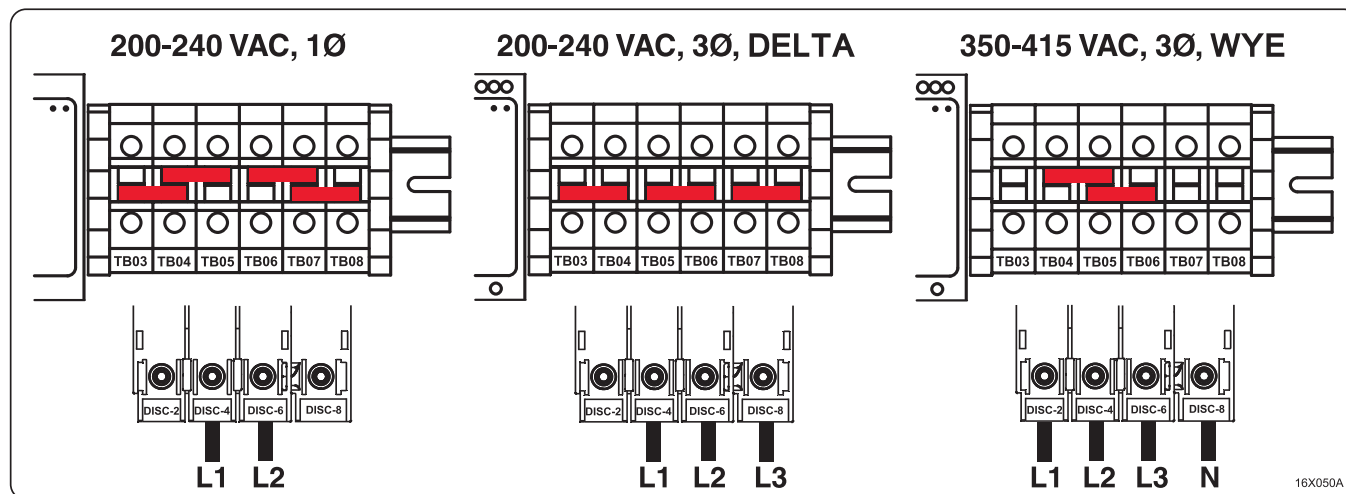 200-240 VAC, 1Ø
TB03 TB04 TB05 TB06 TB07 TB08
DISC-2 DISC-4 DISC-6 DISC-8
L1 L2
200-240 VAC, 3Ø, DELTA
TB03 TB04 TB05 TB06 TB07 TB08
DISC-2 DISC-4 DISC-6 DISC-8
L1 L2 L3
350-415 VAC, 3Ø, WYE
TB03 TB04 TB05 TB06 TB07 TB08
DISC-2 DISC-4 DISC-6 DISC-8
L1 L2 L3 N
16X050A